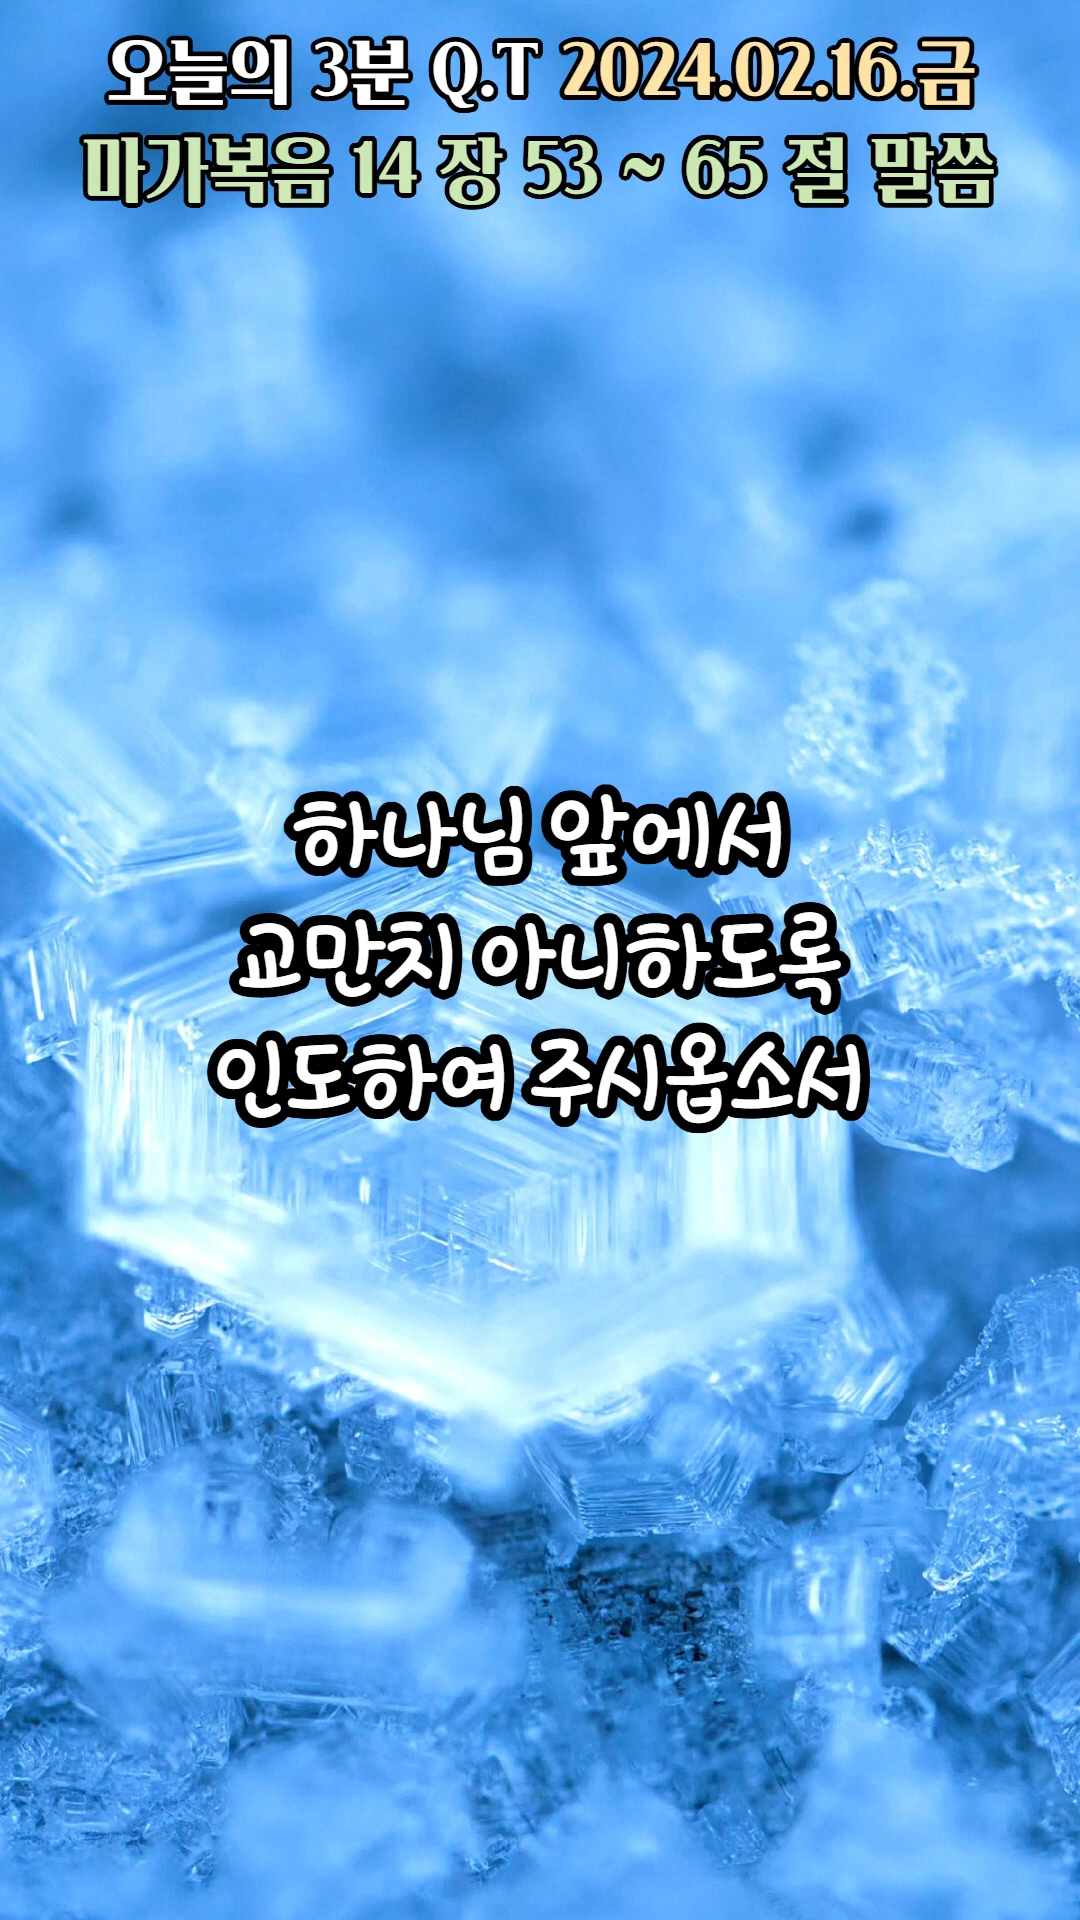 오늘의 3분 Q.T 2024.02.16.금
마가복음 14 장 53 ~ 65 절 말씀
하나님 앞에서
교만치 아니하도록
인도하여 주시옵소서